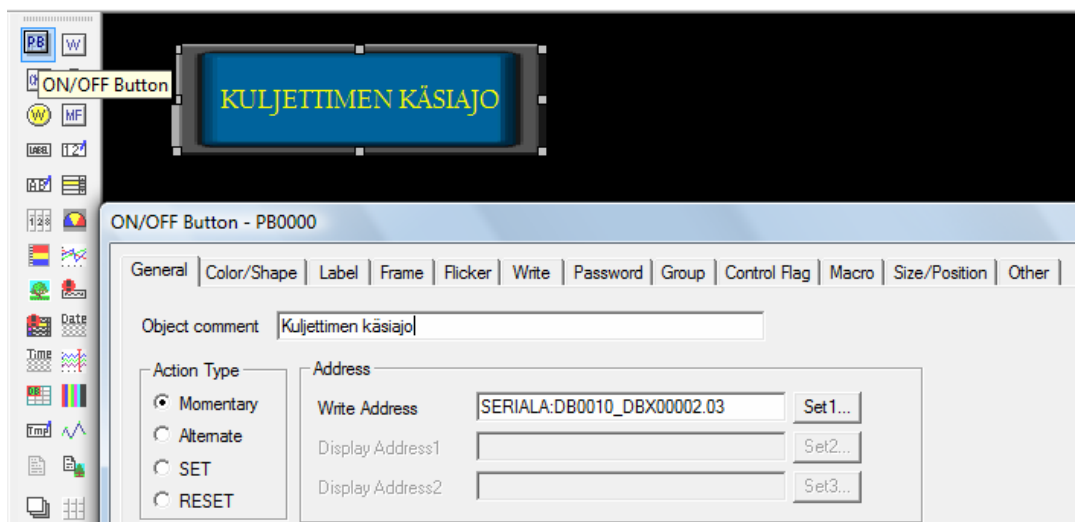 PB W
ON/OFF Button
KULJETTIMEN KÄSIAJO
W MF
LABEL
Date
Time
Tmp
ON/OFF Button - PB0000
General Color/Shape Label Frame Flicker Write Password Group Control Flag Macro Size/Position Other
Object comment Kuljettimen käsiajo
Action Type
Address
Momentary
Write Address SERIALA:DB0010_DBX00002.03 Set1...
Alternate
Display Address1 Set2...
SET
Display Address2 Set3...
RESET